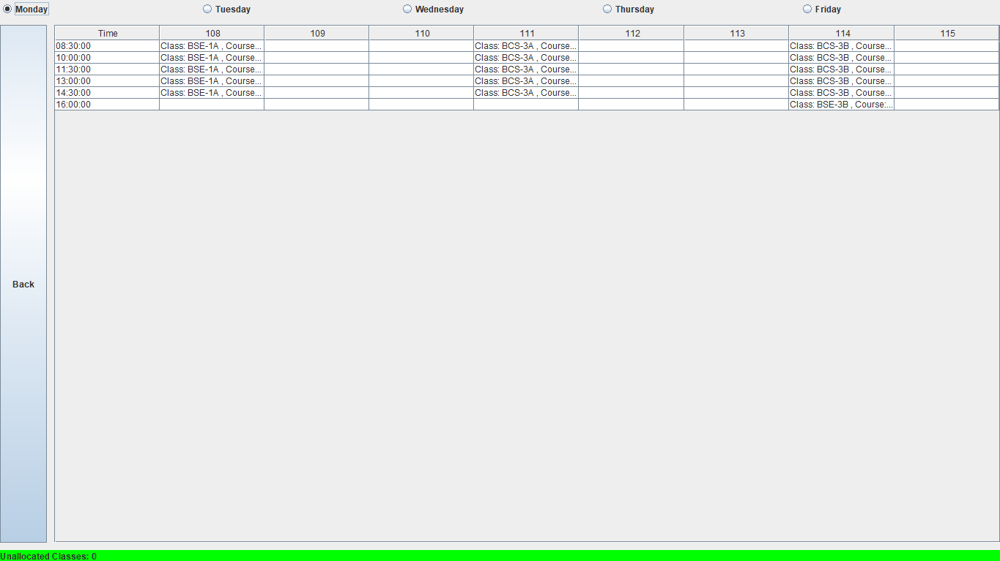 Monday Tuesday Wednesday Thursday Friday
Time 108 109 110 111 112 113 114 115
08:30:00 Class: BSE-1A , Course... Class: BCS-3A , Course... Class: BCS-3B , Course...
10:00:00 Class: BSE-1A , Course... Class: BCS-3A , Course... Class: BCS-3B , Course...
11:30:00 Class: BSE-1A , Course... Class: BCS-3A , Course... Class: BCS-3B , Course...
13:00:00 Class: BSE-1A , Course... Class: BCS-3A , Course... Class: BCS-3B , Course...
14:30:00 Class: BSE-1A , Course... Class: BCS-3A , Course... Class: BCS-3B , Course...
16:00:00 Class: BSE-3B , Course:...
Back
Unallocated Classes: 0